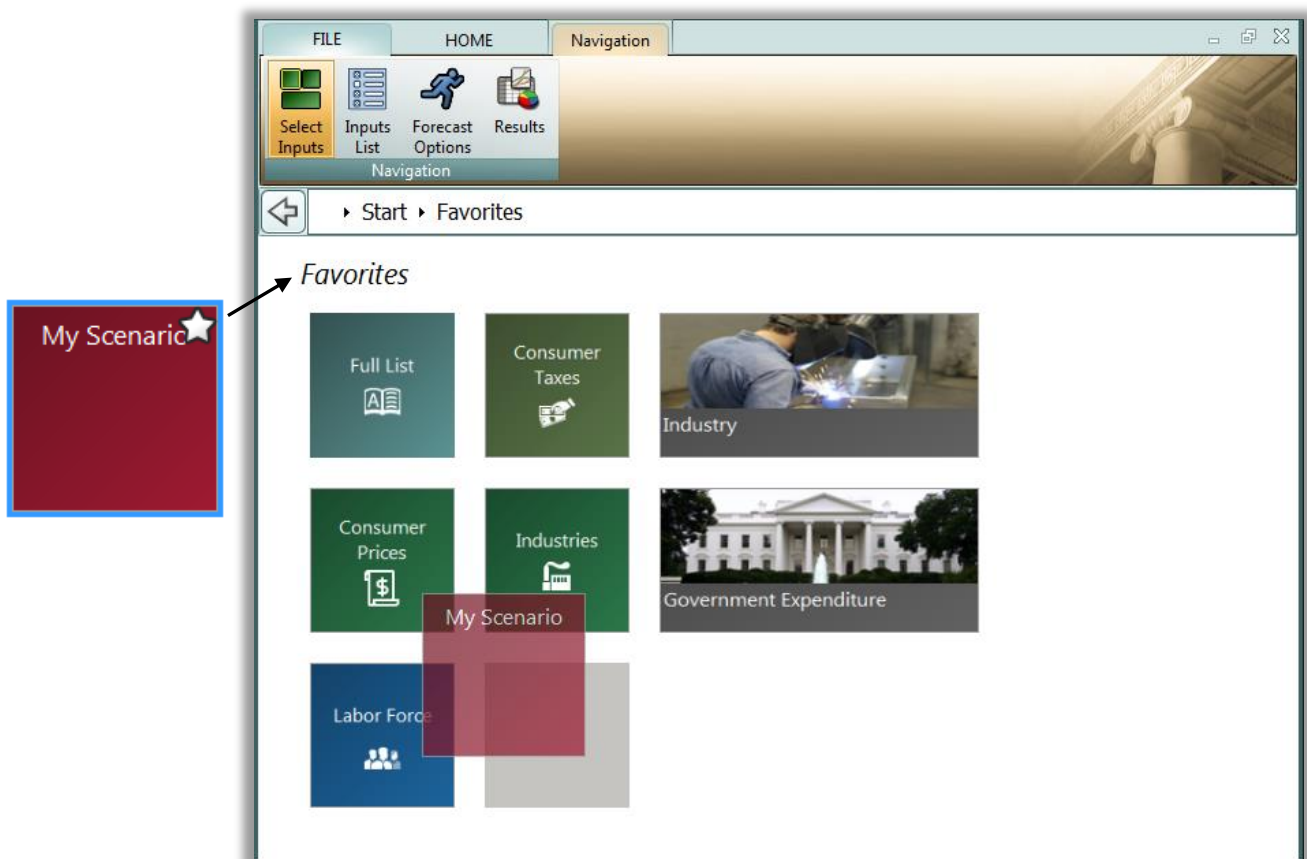 FILE
HOME
Navigation
Select
Inputs
Inputs
List
Forecast
Options
Results
Navigation
Start
Favorites
Favorites
My Scenario
Full List
A
Consumer
Taxes
Industry
Consumer
Prices
$
Industries
Government Expenditure
My Scenario
Labor Force